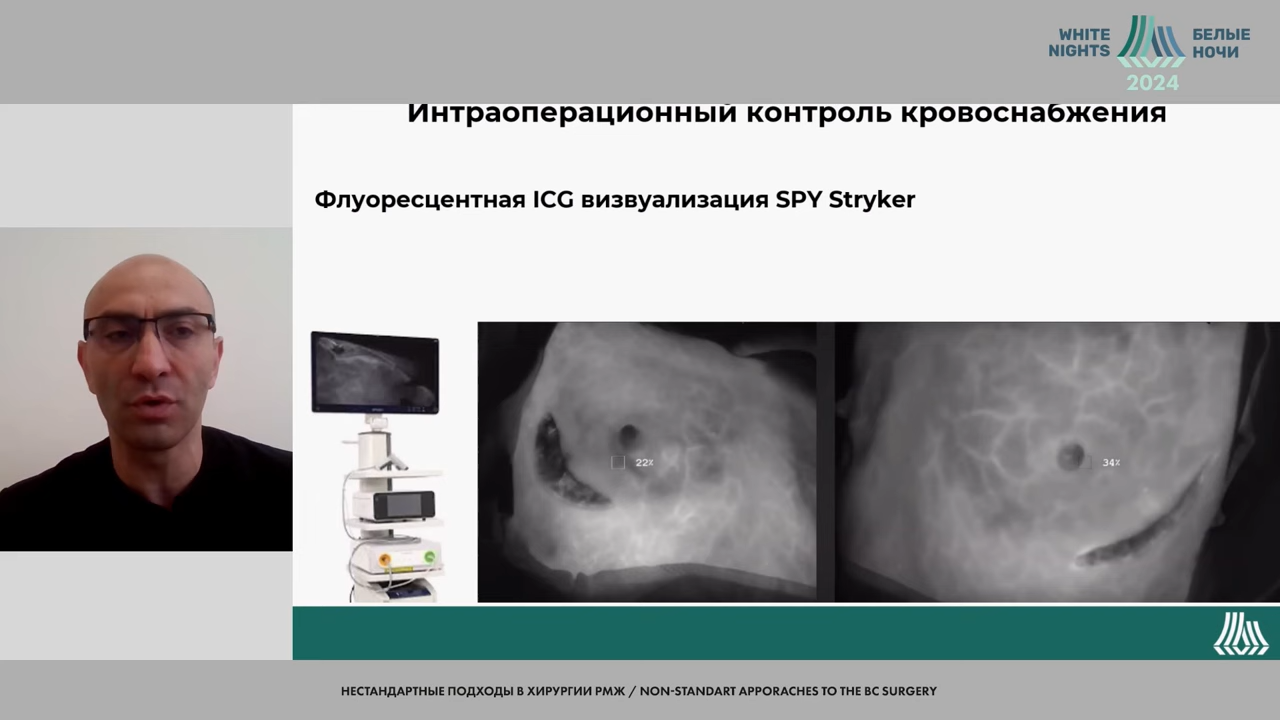 WHITE
NIGHTS
БЕЛЫЕ
НОЧИ
2024
Интраоперационный контроль кровоснабжения
Флуоресцентная ICG визвуализация SPY Stryker
22%
34%
НЕСТАНДАРТНЫЕ ПОДХОДЫ В ХИРУРГИИ РМЖ / NON-STANDART APPORACHES TO THE BC SURGERY